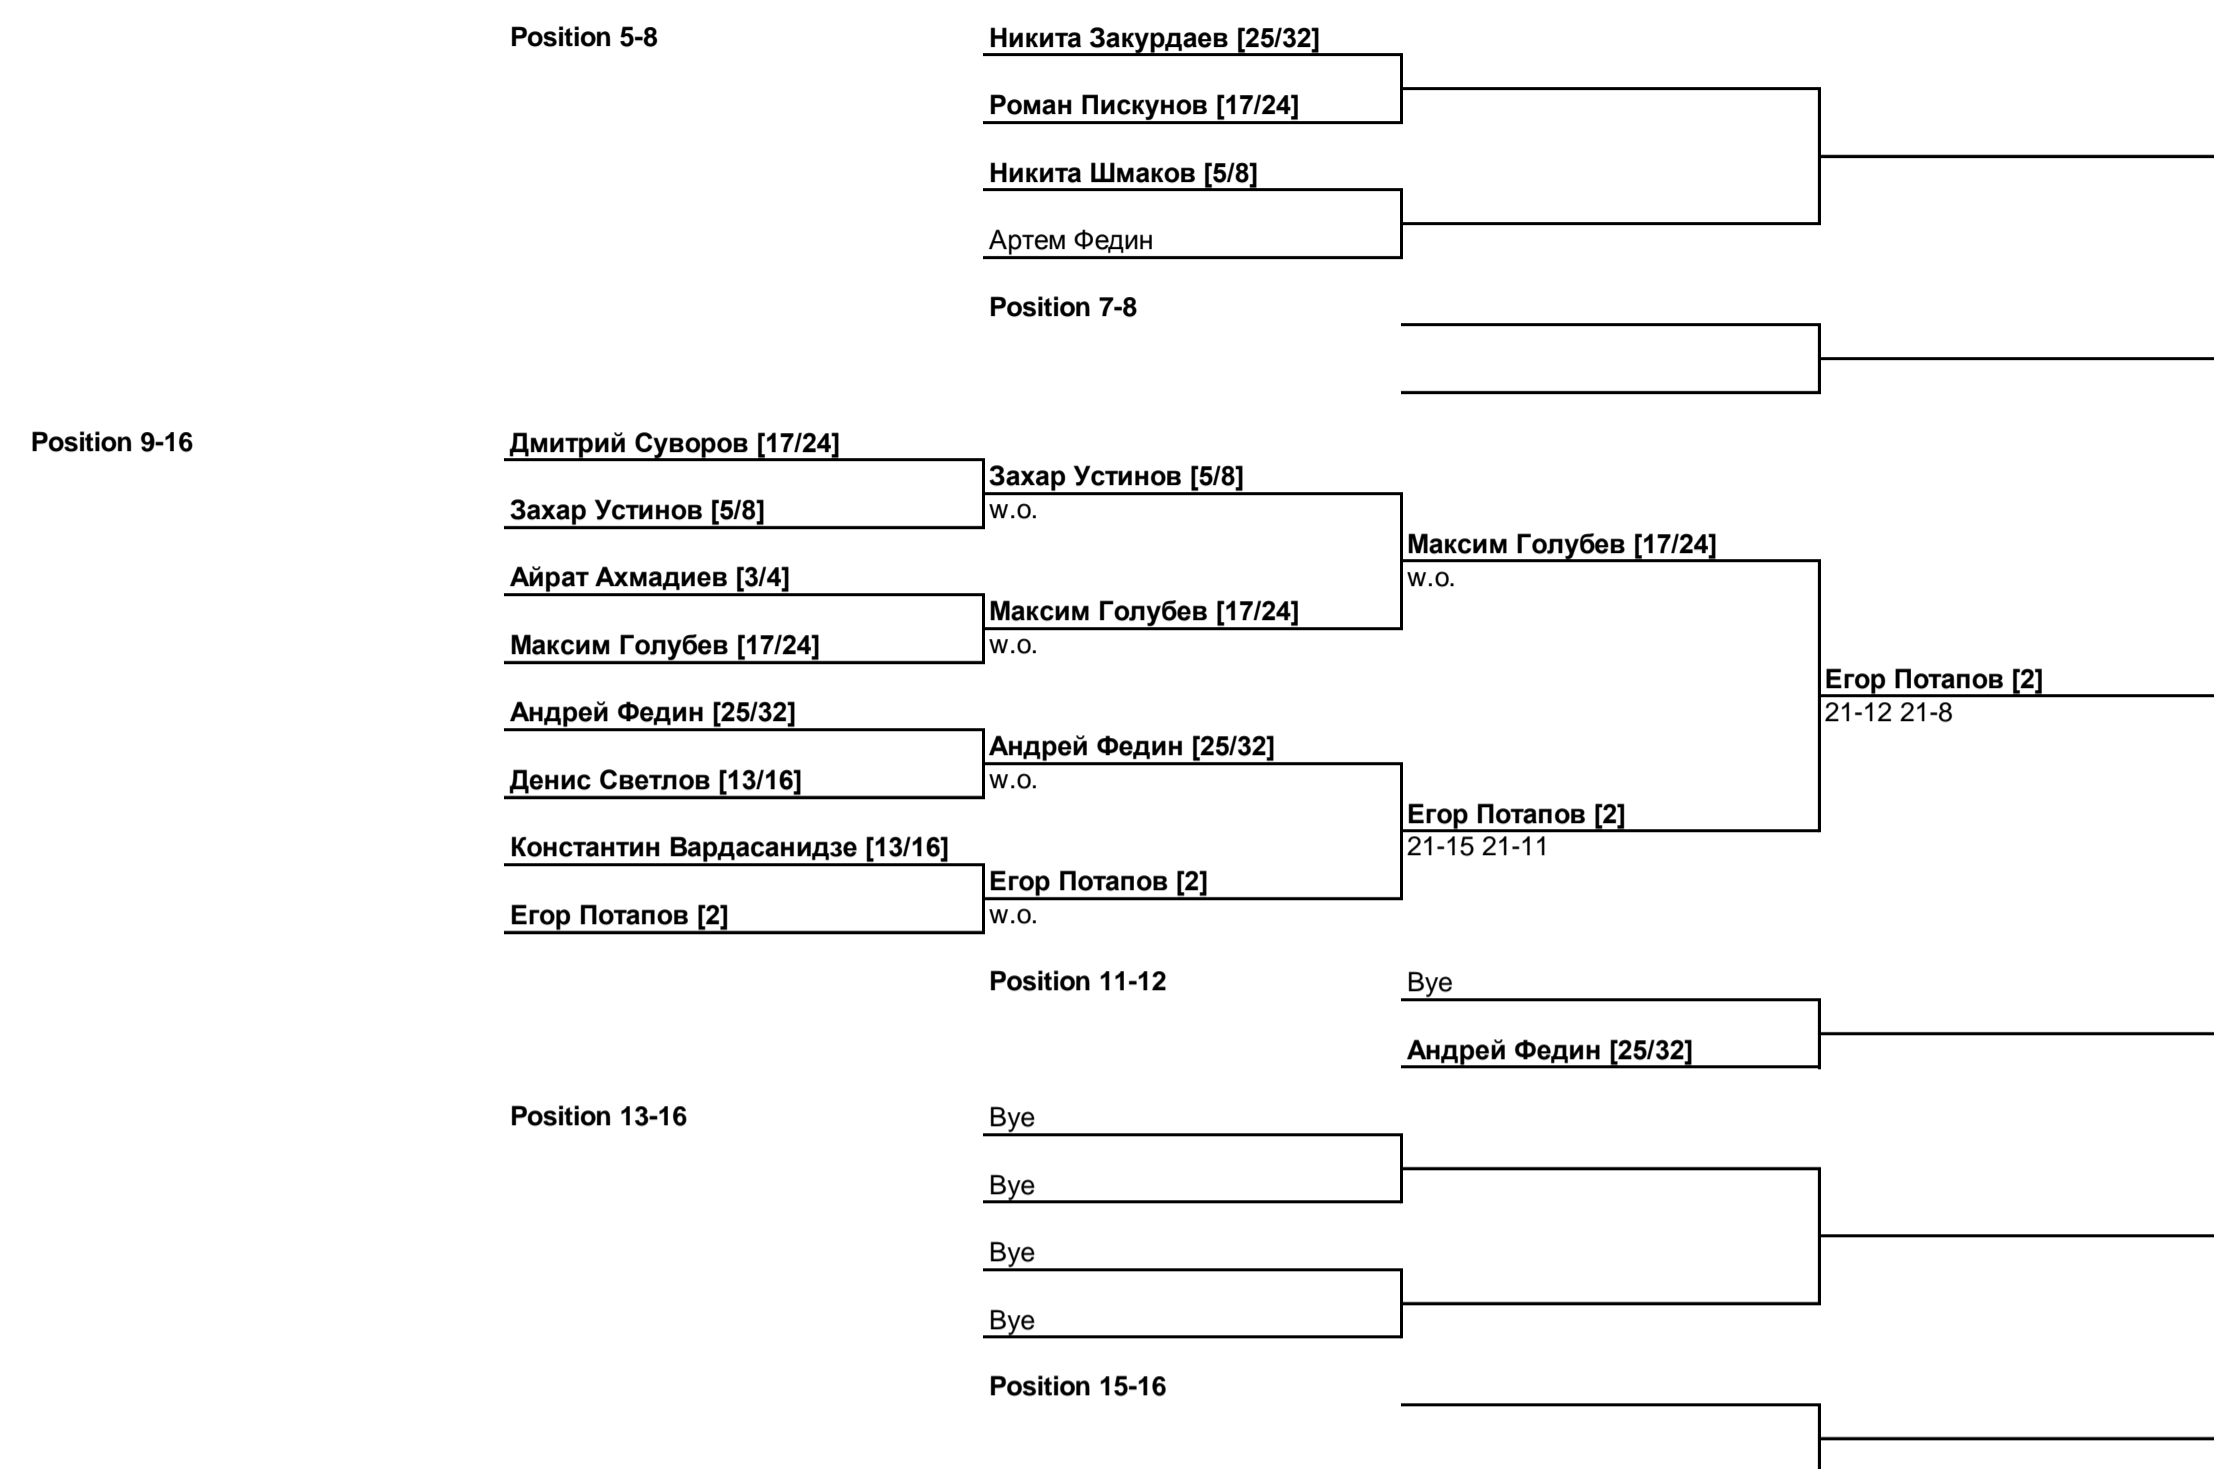 Position 5-8
Никита Закурдаев [25/32]
Роман Пискунов [17/24]
Никита Шмаков [5/8]
Артем Федин
Position 7-8
Position 9-16
Дмитрий Суворов [17/24]
Захар Устинов [5/8]
Захар Устинов [5/8]
w.o.
Максим Голубев [17/24]
w.o.
Айрат Ахмадиев [3/4]
Максим Голубев [17/24]
Максим Голубев [17/24]
w.o.
Егор Потапов [2]
21-12 21-8
Андрей Федин [25/32]
Андрей Федин [25/32]
w.o.
Денис Светлов [13/16]
Егор Потапов [2]
21-15 21-11
Константин Вардасанидзе [13/16]
Егор Потапов [2]
w.o.
Егор Потапов [2]
Position 11-12
Bye
Андрей Федин [25/32]
Position 13-16
Bye
Bye
Bye
Bye
Position 15-16